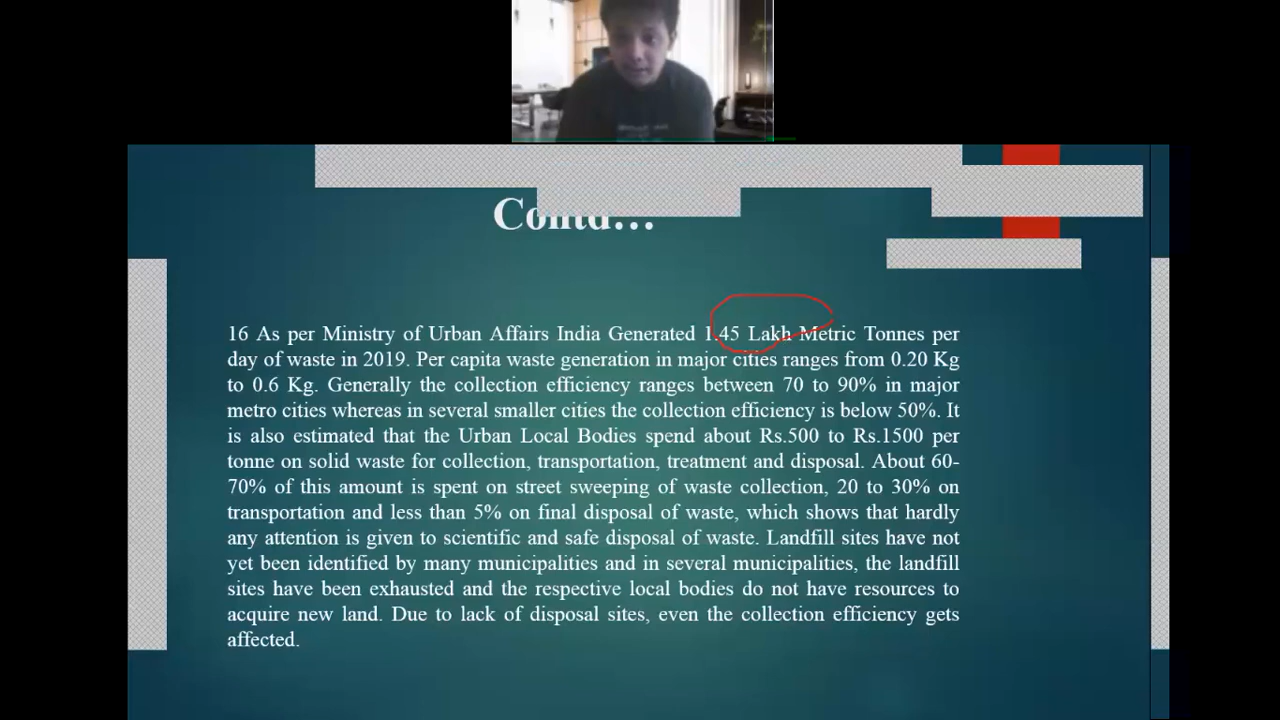 Contd…
16 As per Ministry of Urban Affairs India Generated 1.45 Lakh Metric Tonnes per
day of waste in 2019. Per capita waste generation in major cities ranges from 0.20 Kg
to 0.6 Kg. Generally the collection efficiency ranges between 70 to 90% in major
metro cities whereas in several smaller cities the collection efficiency is below 50%. It
is also estimated that the Urban Local Bodies spend about Rs.500 to Rs.1500 per
tonne on solid waste for collection, transportation, treatment and disposal. About 60-
70% of this amount is spent on street sweeping of waste collection, 20 to 30% on
transportation and less than 5% on final disposal of waste, which shows that hardly
any attention is given to scientific and safe disposal of waste. Landfill sites have not
yet been identified by many municipalities and in several municipalities, the landfill
sites have been exhausted and the respective local bodies do not have resources to
acquire new land. Due to lack of disposal sites, even the collection efficiency gets
affected.